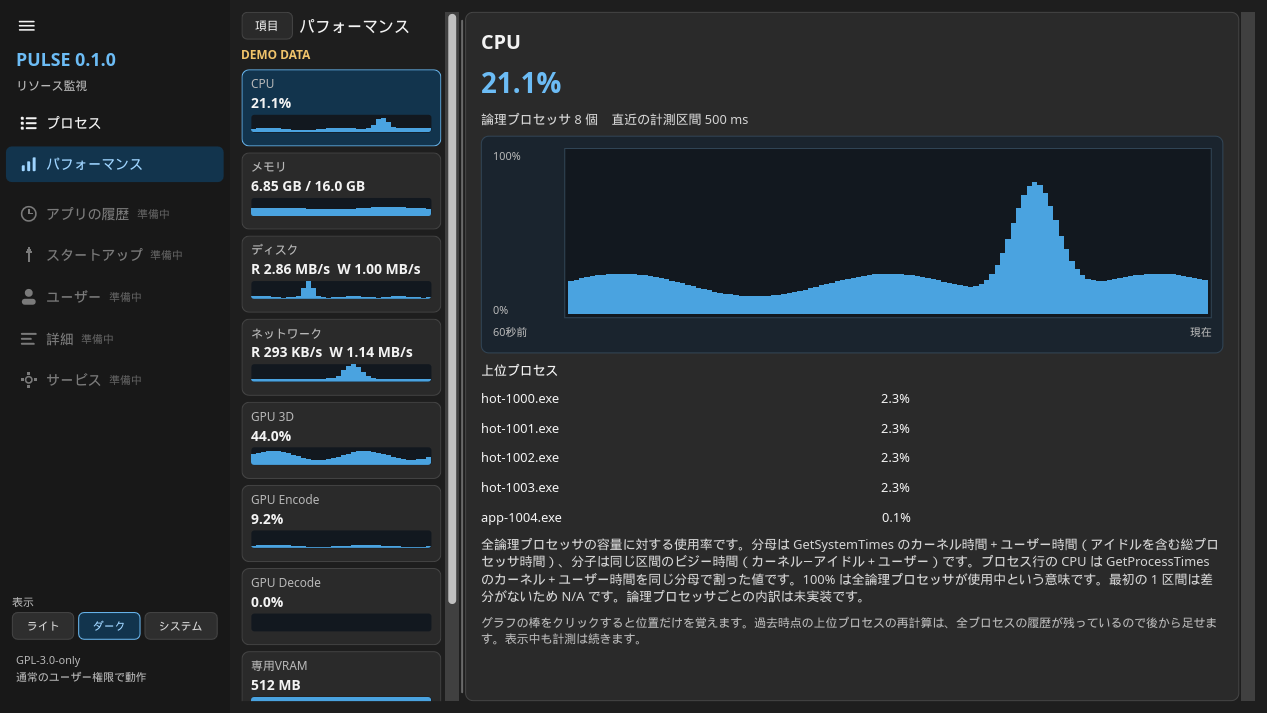 PULSE 0.1.0
リソース監視
プロセス
パフォーマンス
アプリの履歴 準備中
スタートアップ 準備中
ユーザー 準備中
詳細 準備中
サービス 準備中
表示
ライト
ダーク
システム
GPL-3.0-only
通常のユーザー権限で動作
項目 パフォーマンス
DEMO DATA
CPU
21.1%
メモリ
6.85 GB / 16.0 GB
ディスク
R 2.86 MB/s W 1.00 MB/s
ネットワーク
R 293 KB/s W 1.14 MB/s
GPU 3D
44.0%
GPU Encode
9.2%
GPU Decode
0.0%
専用VRAM
512 MB
CPU
21.1%
論理プロセッサ 8 個 直近の計測区間 500 ms
100%
0%
60秒前
現在
上位プロセス
hot-1000.exe 2.3%
hot-1001.exe 2.3%
hot-1002.exe 2.3%
hot-1003.exe 2.3%
app-1004.exe 0.1%
全論理プロセッサの容量に対する使用率です。分母は GetSystemTimes のカーネル時間 + ユーザー時間 ( アイドルを含む総プロ
セッサ時間 ) 、分子は同じ区間のビジー時間 ( カーネル−アイドル + ユーザー ) です。プロセス行の CPU は GetProcessTimes
のカーネル + ユーザー時間を同じ分母で割った値です。100% は全論理プロセッサが使用中という意味です。最初の 1 区間は差
分がないため N/A です。論理プロセッサごとの内訳は未実装です。
グラフの棒をクリックすると位置だけを覚えます。過去時点の上位プロセスの再計算は、全プロセスの履歴が残っているので後から足せま
す。表示中も計測は続きます。